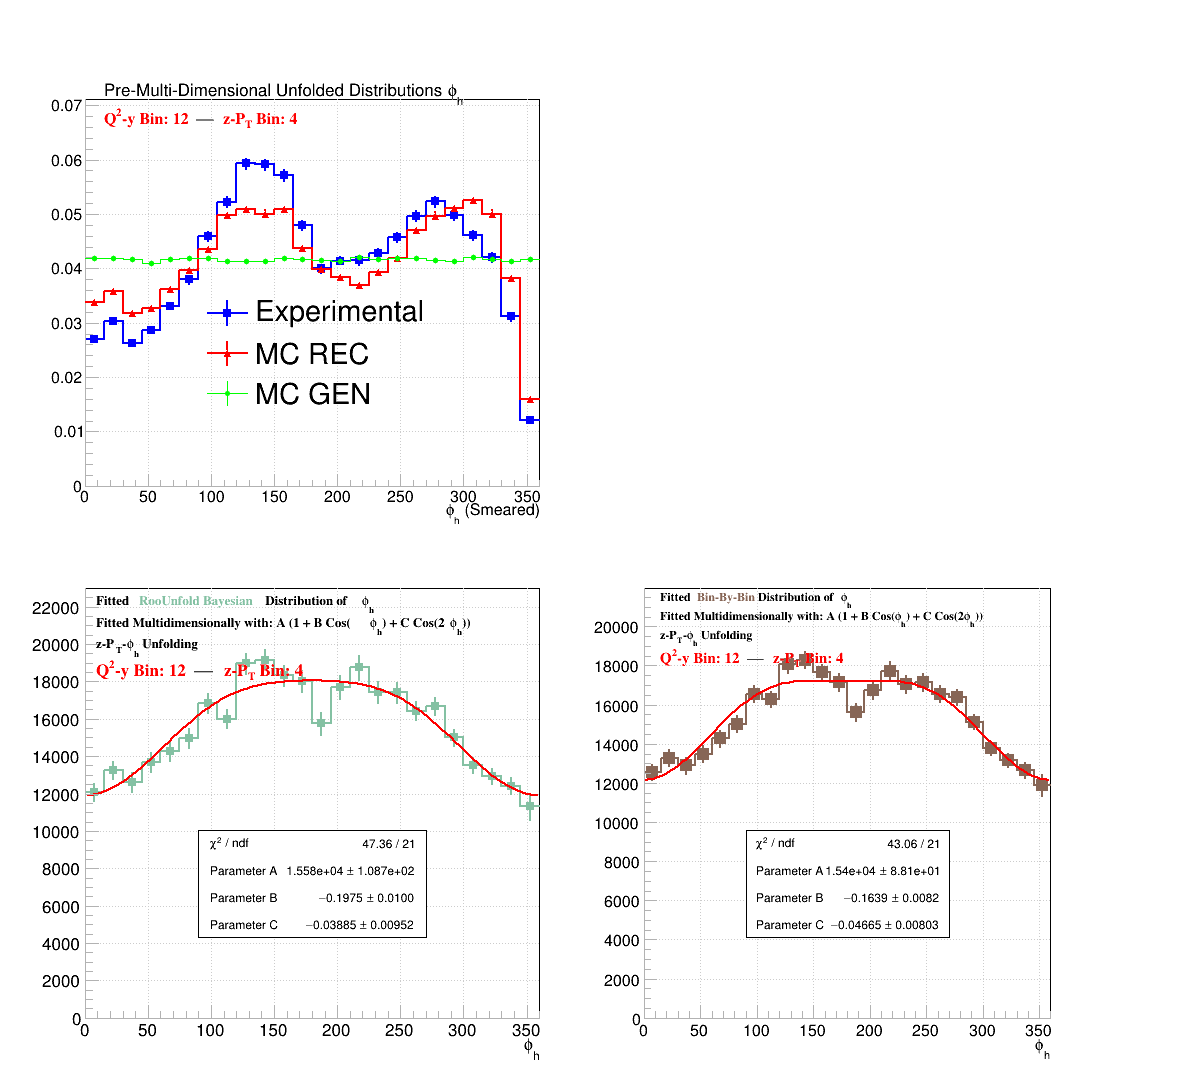 Pre-Multi-Dimensional Unfolded Distributions ϕh
Q2-y Bin: 12 — z-PT Bin: 4
0.07
0.06
0.05
0.04
0.03
0.02
0.01
0
Experimental
MC REC
MC GEN
0 50 100 150 200 250 300 350
ϕh (Smeared)
Fitted RooUnfold Bayesian Distribution of ϕh
Fitted Multidimensionally with: A (1 + B Cos( ϕh) + C Cos(2 ϕh))
z-PT-ϕh Unfolding
Q2-y Bin: 12 — z-PT Bin: 4
22000
20000
18000
16000
14000
12000
10000
8000
6000
4000
2000
0
χ2 / ndf 47.36 / 21
Parameter A 1.558e+04 ± 1.087e+02
Parameter B −0.1975 ± 0.0100
Parameter C −0.03885 ± 0.00952
0 50 100 150 200 250 300 350
ϕh
Fitted Bin-By-Bin Distribution of ϕh
Fitted Multidimensionally with: A (1 + B Cos(ϕh) + C Cos(2ϕh))
z-PT-ϕh Unfolding
Q2-y Bin: 12 — z-PT Bin: 4
20000
18000
16000
14000
12000
10000
8000
6000
4000
2000
0
χ2 / ndf 43.06 / 21
Parameter A 1.54e+04 ± 8.81e+01
Parameter B −0.1639 ± 0.0082
Parameter C −0.04665 ± 0.00803
0 50 100 150 200 250 300 350
ϕh